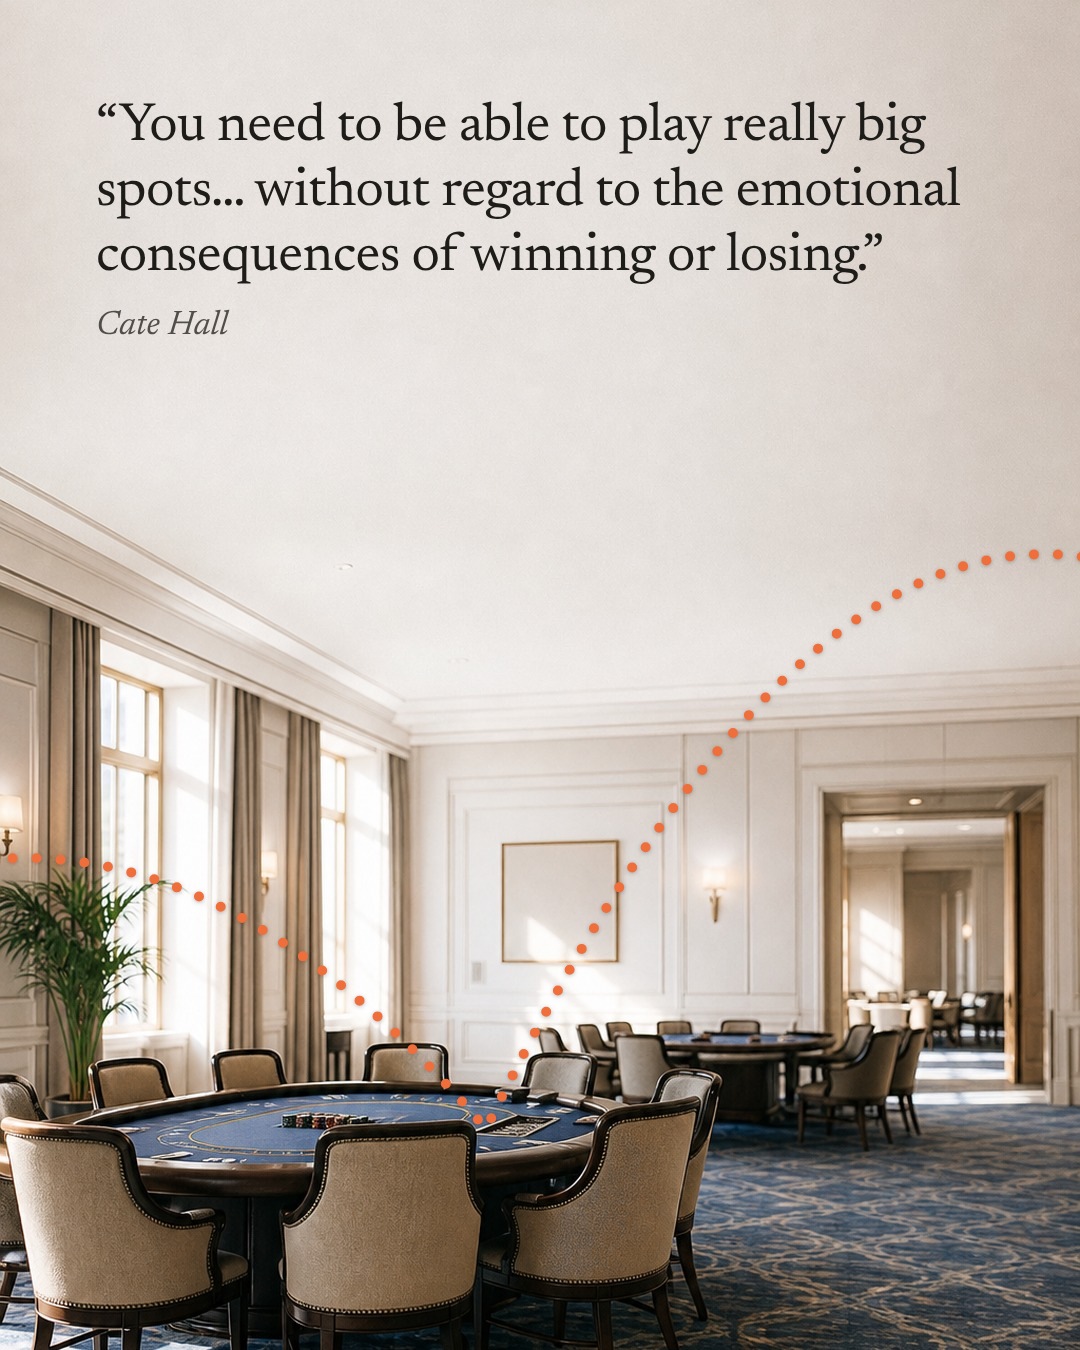 “You need to be able to play really big
spots... without regard to the emotional
consequences of winning or losing.”
Cate Hall